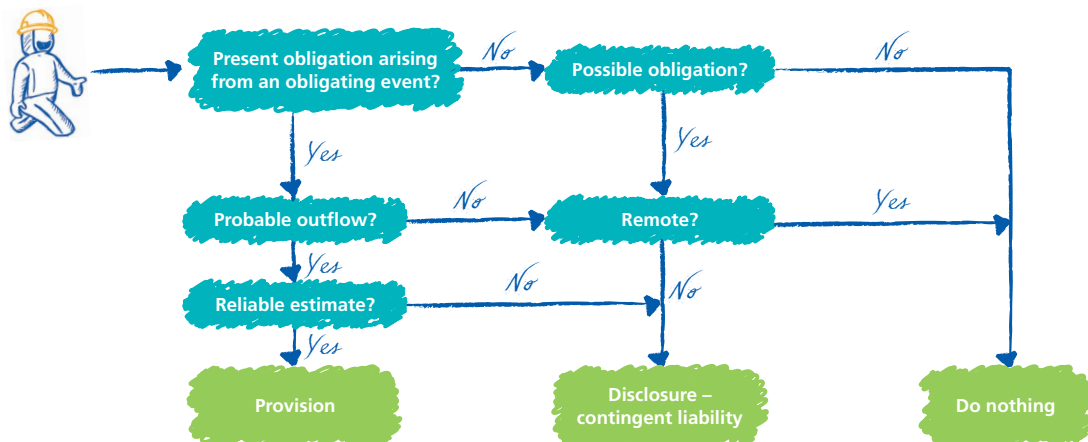 Present obligation arising
from an obligating event?
No
Possible obligation?
No
Yes
Yes
Probable outflow?
No
Remote?
Yes
Yes
Reliable estimate?
No
No
Yes
Provision
Disclosure –
contingent liability
Do nothing